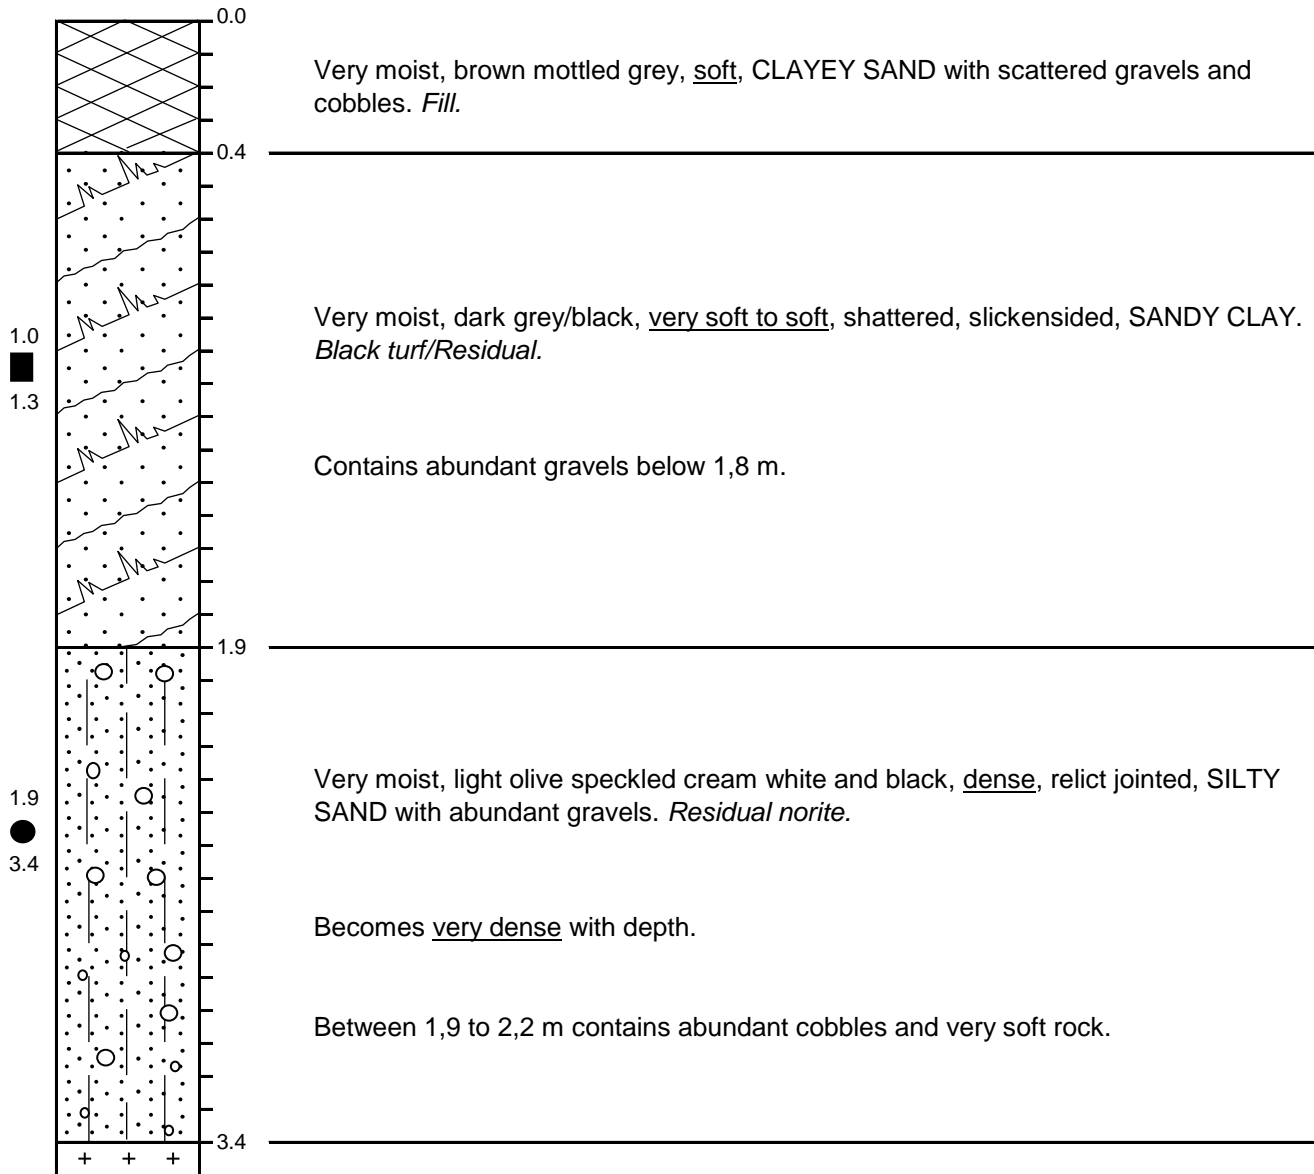 0.0
Very moist, brown mottled grey, soft, CLAYEY SAND with scattered gravels and
cobbles. Fill.
0.4
Very moist, dark grey/black, very soft to soft, shattered, slickensided, SANDY CLAY.
Black turf/Residual.
1.0
1.3
Contains abundant gravels below 1,8 m.
1.9
Very moist, light olive speckled cream white and black, dense, relict jointed, SILTY
SAND with abundant gravels. Residual norite.
1.9
3.4
Becomes very dense with depth.
Between 1,9 to 2,2 m contains abundant cobbles and very soft rock.
3.4